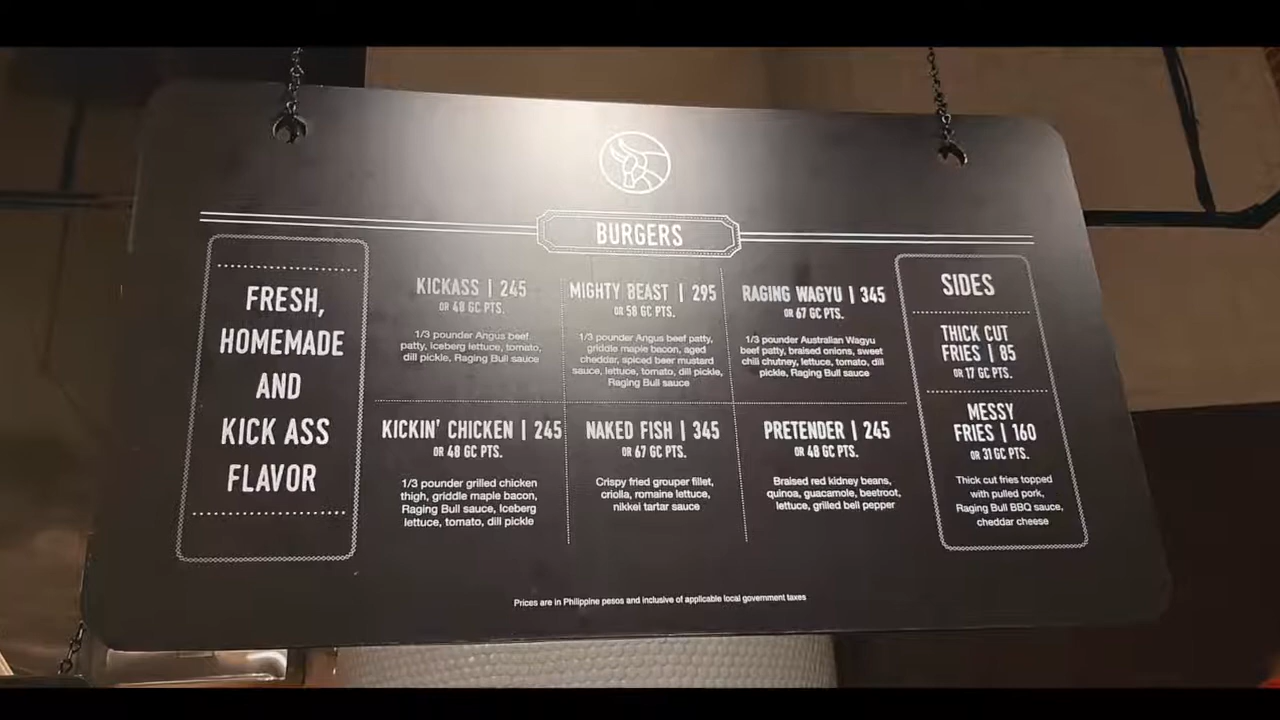 BURGERS
FRESH,
HOMEMADE
AND
KICK ASS
FLAVOR
KICKASS | 245
OR 48 GC PTS.
1/3 pounder Angus beef
patty, Iceberg lettuce, tomato,
dill pickle, Raging Bull sauce
MIGHTY BEAST | 295
OR 58 GC PTS.
1/3 pounder Angus beef patty,
griddle maple bacon, aged
cheddar, spiced beer mustard
sauce, lettuce, tomato, dill pickle,
Raging Bull sauce
RAGING WAGYU | 345
OR 67 GC PTS.
1/3 pounder Australian Wagyu
beef patty, braised onions, sweet
chili chutney, lettuce, tomato, dill
pickle, Raging Bull sauce
KICKIN' CHICKEN | 245
OR 48 GC PTS.
1/3 pounder grilled chicken
thigh, griddle maple bacon,
Raging Bull sauce, Iceberg
lettuce, tomato, dill pickle
NAKED FISH | 345
OR 67 GC PTS.
Crispy fried grouper fillet,
criolla, romaine lettuce,
nikkei tartar sauce
PRETENDER | 245
OR 48 GC PTS.
Braised red kidney beans,
quinoa, guacamole, beetroot,
lettuce, grilled bell pepper
SIDES
THICK CUT
FRIES | 85
OR 17 GC PTS.
MESSY
FRIES | 160
OR 31 GC PTS.
Thick cut fries topped
with pulled pork,
Raging Bull BBQ sauce,
cheddar cheese
Prices are in Philippine pesos and inclusive of applicable local government taxes